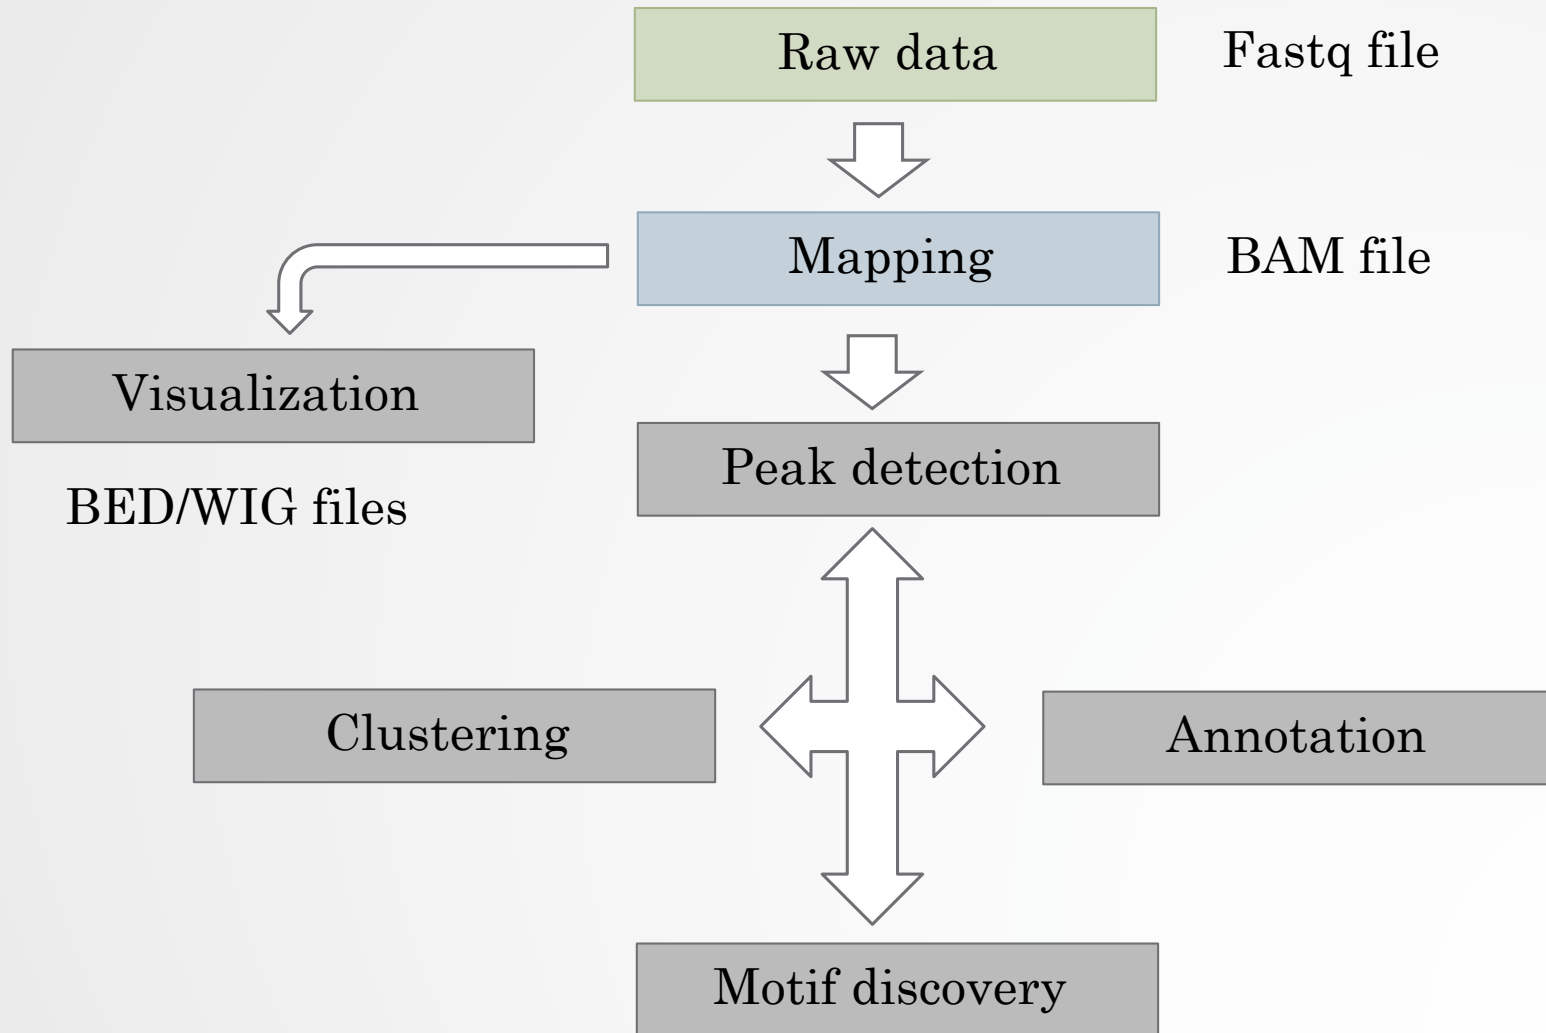 Raw data
Fastq file
Mapping
BAM file
Visualization
BED/WIG files
Peak detection
Clustering
Annotation
Motif discovery